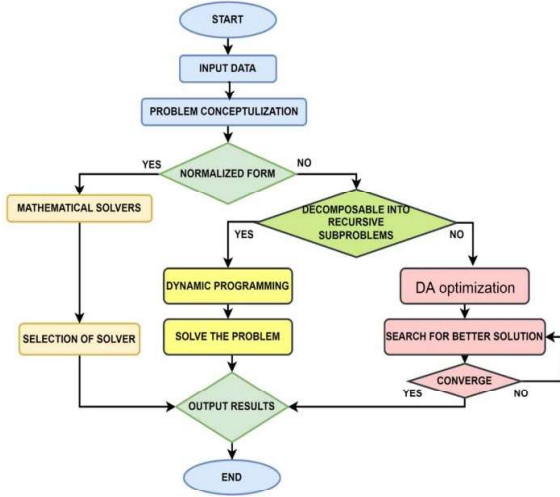 START
INPUT DATA
PROBLEM CONCEPTULIZATION
YES
NORMALIZED FORM
NO
MATHEMATICAL SOLVERS
DECOMPOSABLE INTO
RECURSIVE
SUBPROBLEMS
YES
NO
DYNAMIC PROGRAMMING
DA optimization
SELECTION OF SOLVER
SOLVE THE PROBLEM
SEARCH FOR BETTER SOLUTION
CONVERGE
YES
NO
OUTPUT RESULTS
END